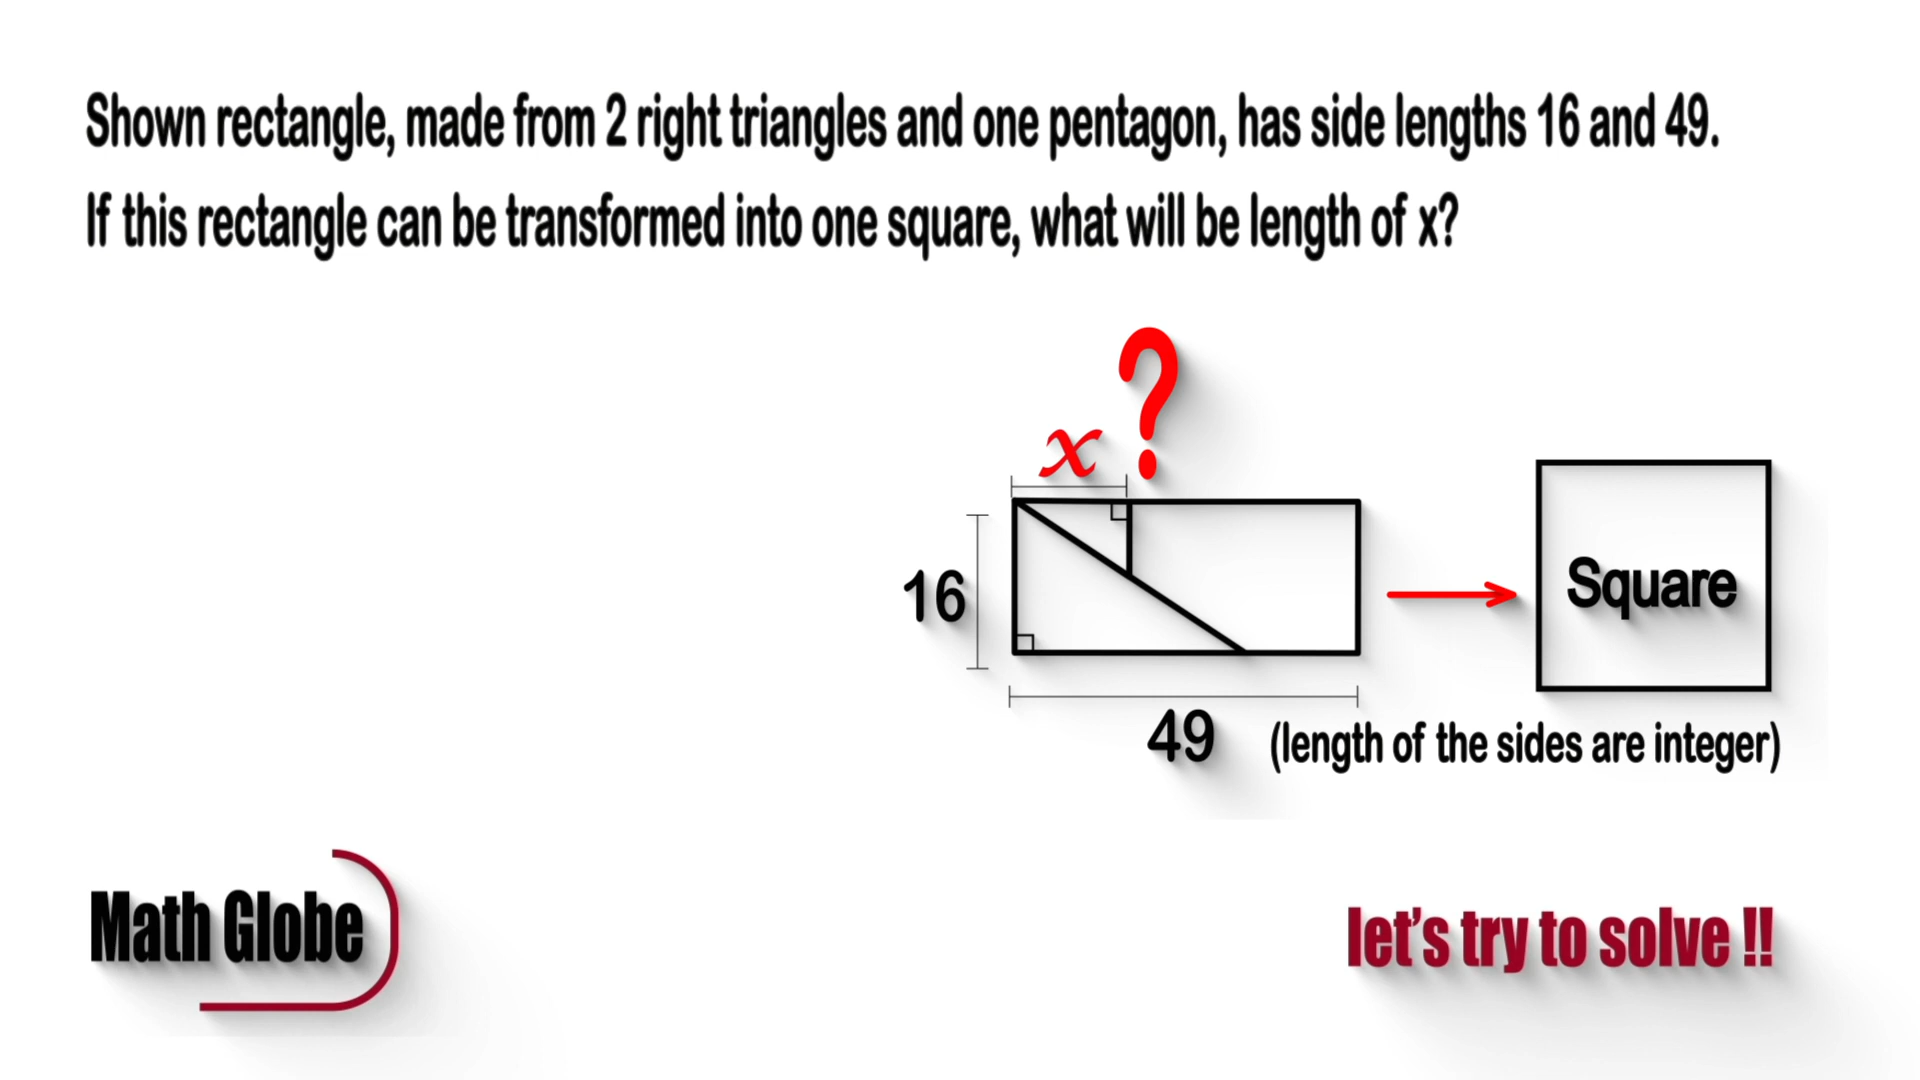 Shown rectangle, made from 2 right triangles and one pentagon, has side lengths 16 and 49.
If this rectangle can be transformed into one square, what will be length of x?
x ?
16
Square
49
(length of the sides are integer)
Math Globe
let's try to solve !!